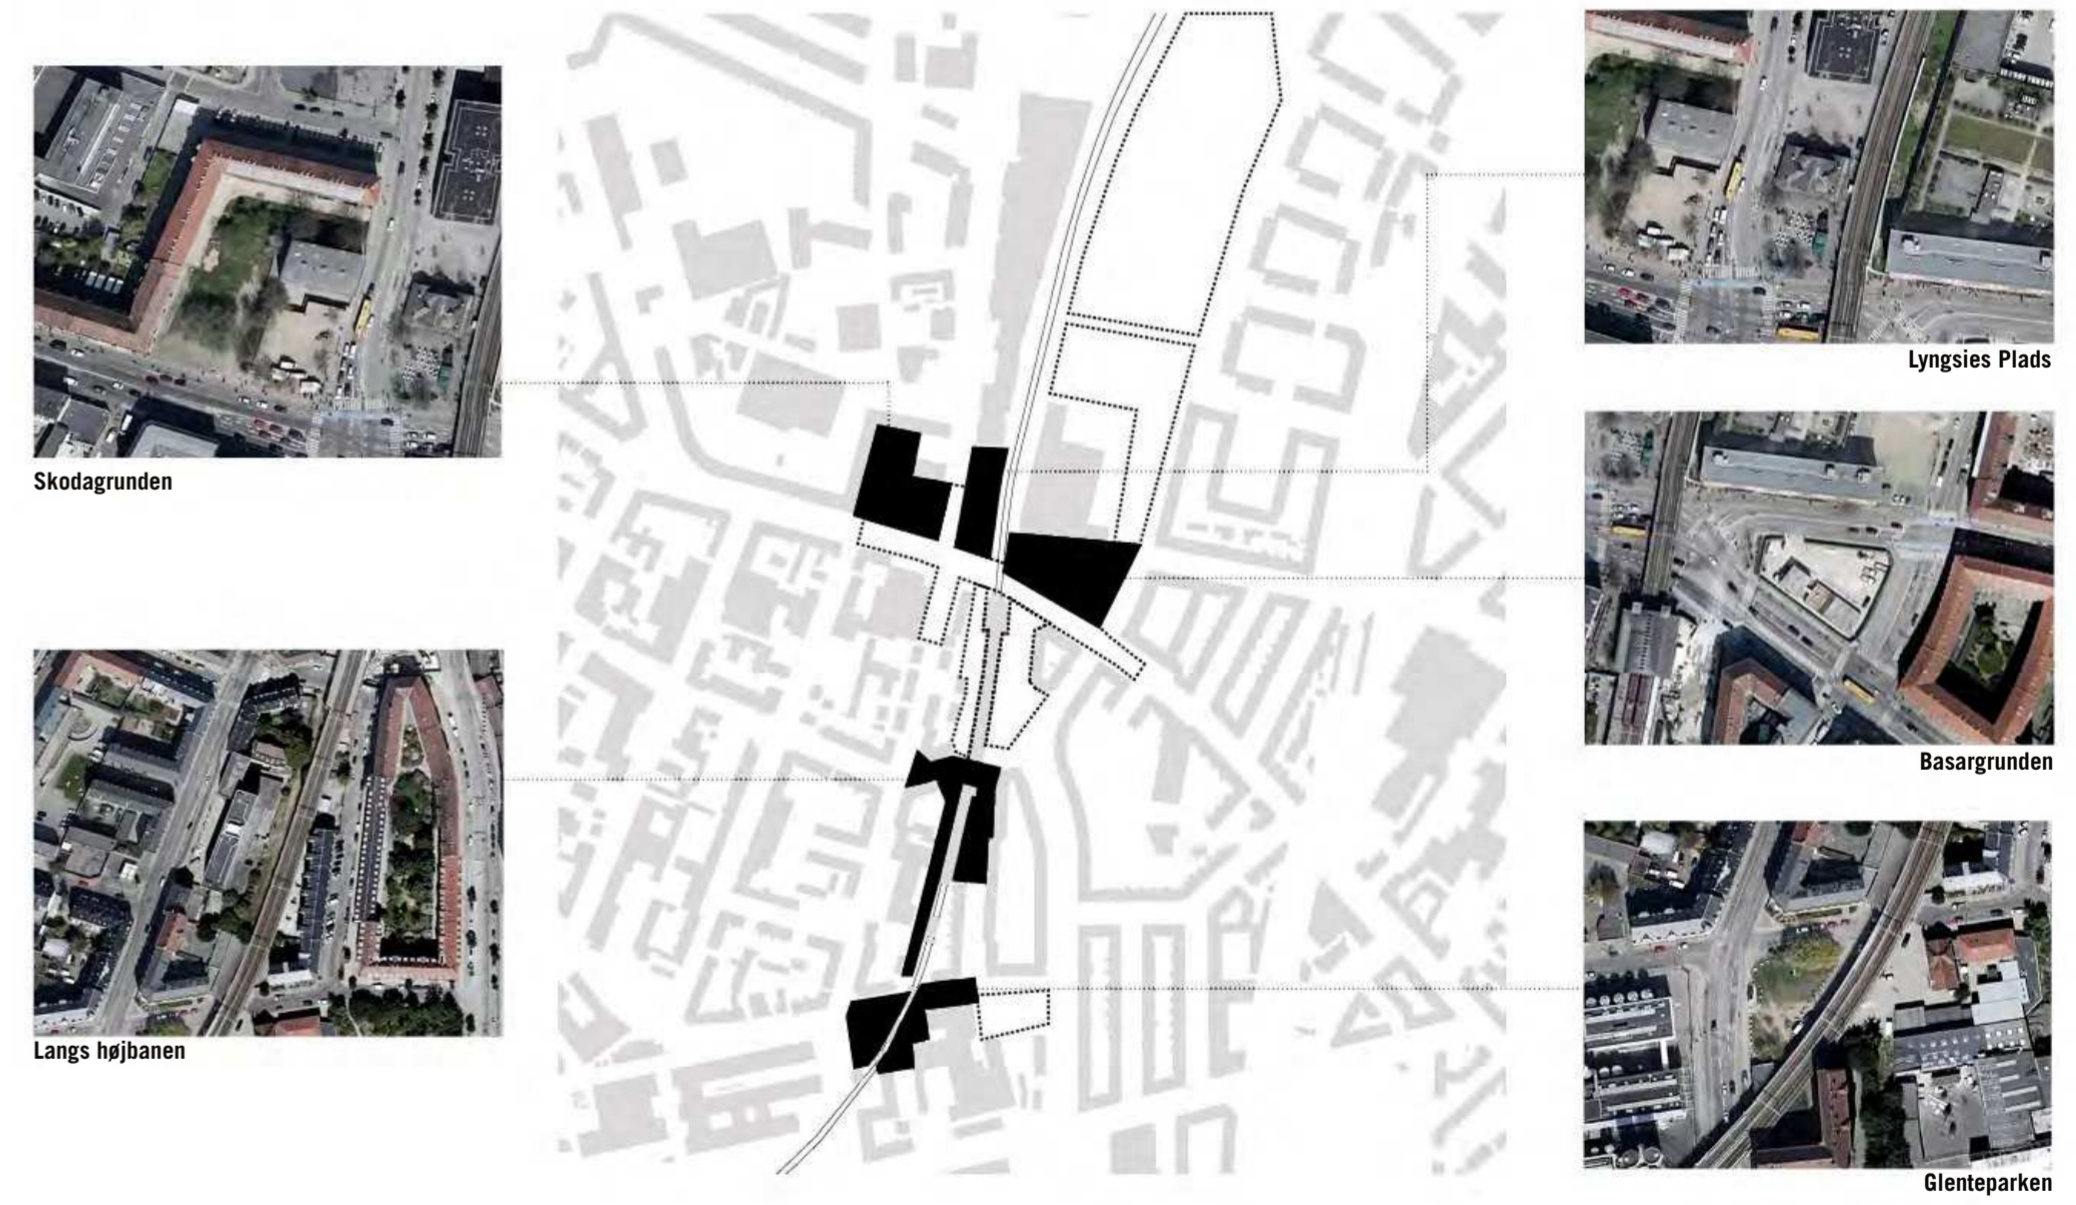 Skodagrunden
Langs højbanen
Lyngsies Plads
Basargrunden
Glenteparken